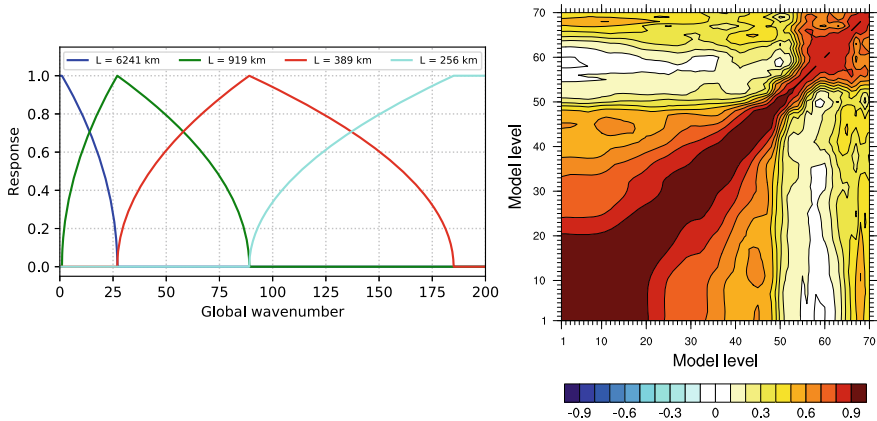 L = 6241 km L = 919 km L = 389 km L = 256 km
1.0
0.8
0.6
0.4
0.2
0.0
Response
0 25 50 75 100 125 150 175 200
Global wavenumber
70
60
50
40
30
20
10
1
Model level
1 10 20 30 40 50 60 70
Model level
-0.9 -0.6 -0.3 0 0.3 0.6 0.9